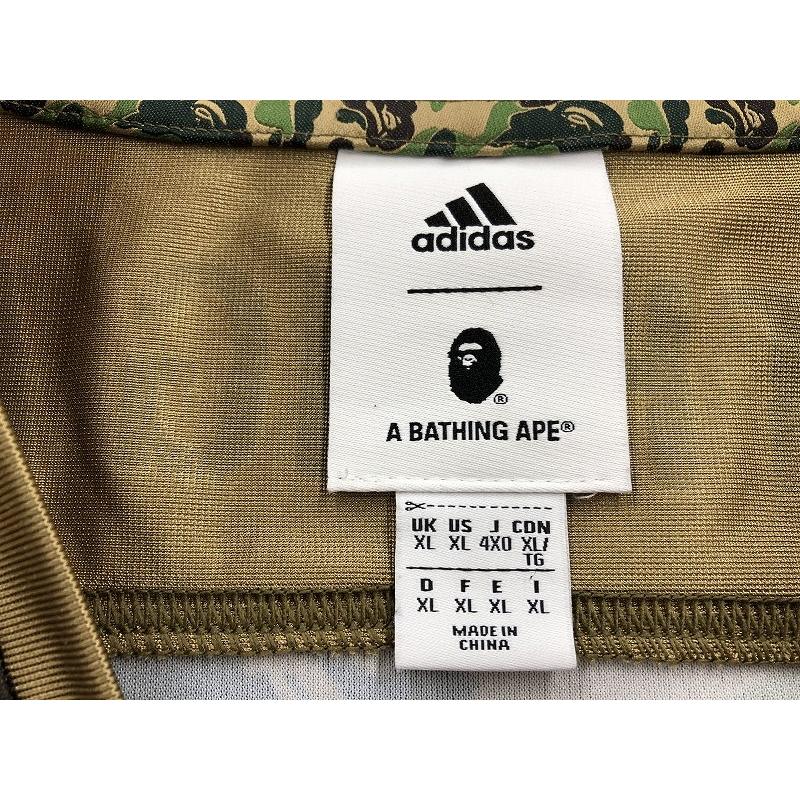 adidas
®
A BATHING APE®
UK US J CDN
XL XL 4XO XL/
TG
D F E I
XL XL XL XL
MADE IN
CHINA